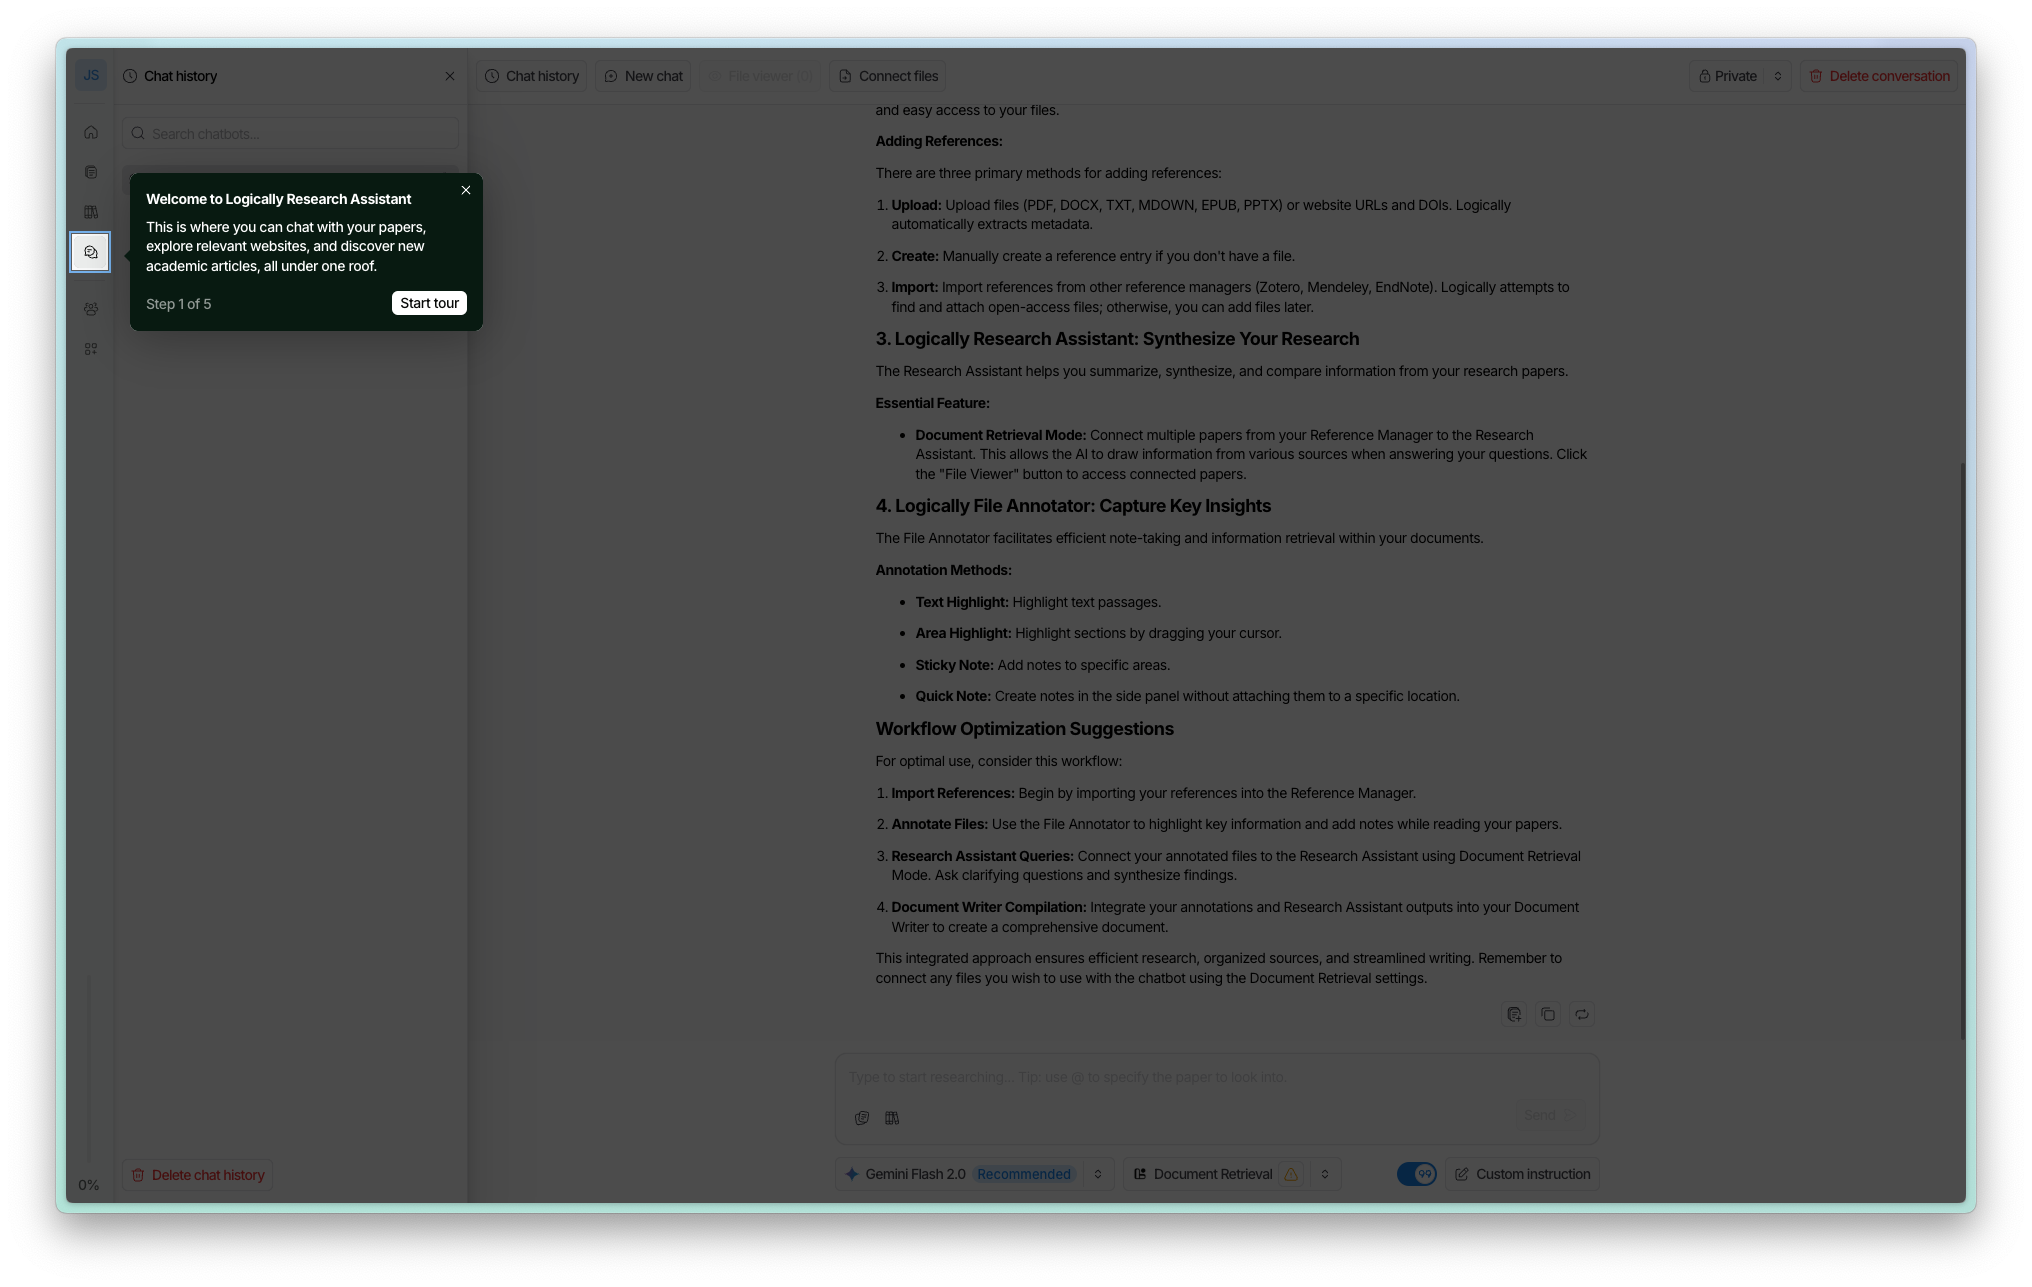 JS
Chat history
Search chatbots...
Welcome to Logically Research Assistant
This is where you can chat with your papers,
explore relevant websites, and discover new
academic articles, all under one roof.
Step 1 of 5
Start tour
Delete chat history
0%
Chat history
New chat
File viewer (0)
Connect files
Private
Delete conversation
and easy access to your files.
Adding References:
There are three primary methods for adding references:
1. Upload: Upload files (PDF, DOCX, TXT, MDOWN, EPUB, PPTX) or website URLs and DOIs. Logically
automatically extracts metadata.
2. Create: Manually create a reference entry if you don't have a file.
3. Import: Import references from other reference managers (Zotero, Mendeley, EndNote). Logically attempts to
find and attach open-access files; otherwise, you can add files later.
3. Logically Research Assistant: Synthesize Your Research
The Research Assistant helps you summarize, synthesize, and compare information from your research papers.
Essential Feature:
• Document Retrieval Mode: Connect multiple papers from your Reference Manager to the Research
Assistant. This allows the AI to draw information from various sources when answering your questions. Click
the "File Viewer" button to access connected papers.
4. Logically File Annotator: Capture Key Insights
The File Annotator facilitates efficient note-taking and information retrieval within your documents.
Annotation Methods:
• Text Highlight: Highlight text passages.
• Area Highlight: Highlight sections by dragging your cursor.
• Sticky Note: Add notes to specific areas.
• Quick Note: Create notes in the side panel without attaching them to a specific location.
Workflow Optimization Suggestions
For optimal use, consider this workflow:
1. Import References: Begin by importing your references into the Reference Manager.
2. Annotate Files: Use the File Annotator to highlight key information and add notes while reading your papers.
3. Research Assistant Queries: Connect your annotated files to the Research Assistant using Document Retrieval
Mode. Ask clarifying questions and synthesize findings.
4. Document Writer Compilation: Integrate your annotations and Research Assistant outputs into your Document
Writer to create a comprehensive document.
This integrated approach ensures efficient research, organized sources, and streamlined writing. Remember to
connect any files you wish to use with the chatbot using the Document Retrieval settings.
Type to start researching... Tip: use @ to specify the paper to look into.
Send
Gemini Flash 2.0 Recommended
Document Retrieval
Custom instruction